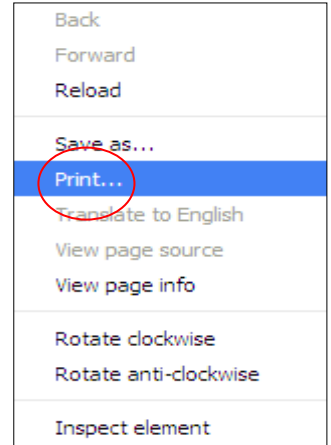 Back
Forward
Reload
Save as...
Print...
Translate to English
View page source
View page info
Rotate clockwise
Rotate anti-clockwise
Inspect element